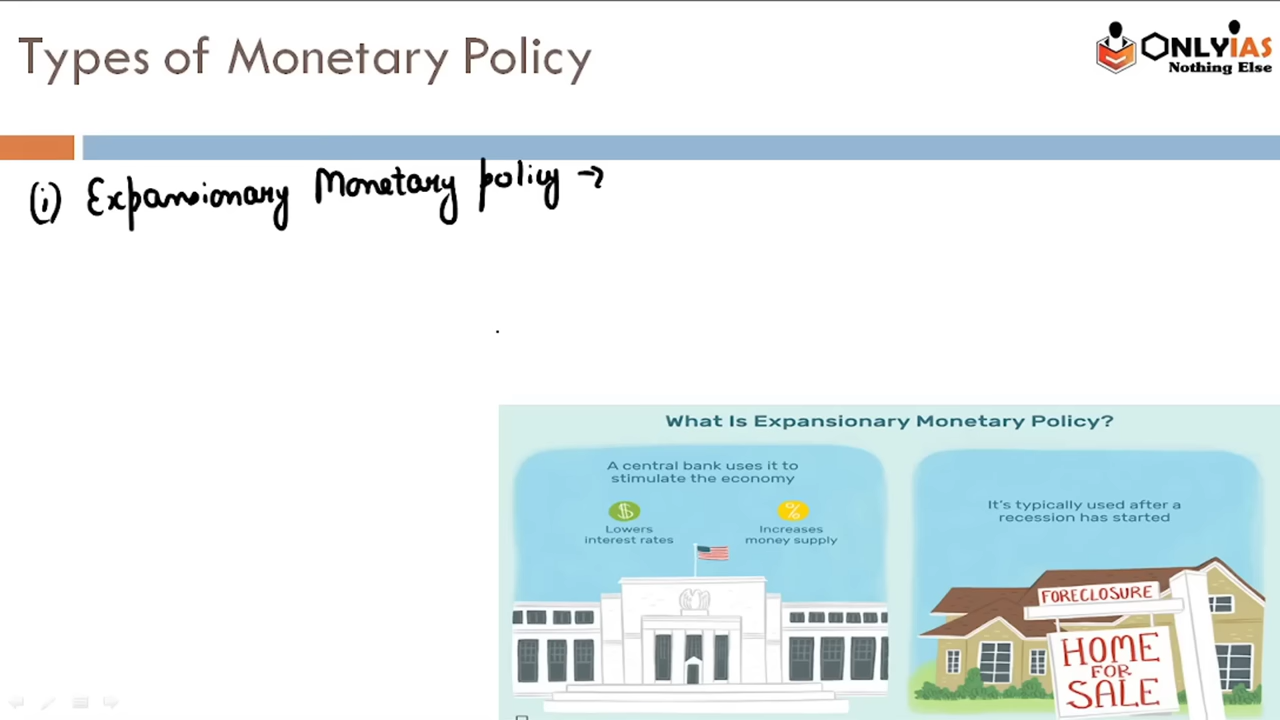 Types of Monetary Policy
ONLYIAS
Nothing Else
(i) Expansionary Monetary policy →
What Is Expansionary Monetary Policy?
A central bank uses it to
stimulate the economy
$
Lowers
interest rates
%
Increases
money supply
It's typically used after a
recession has started
FORECLOSURE
HOME
FOR
SALE